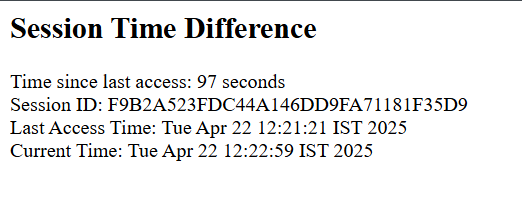 Session Time Difference
Time since last access: 97 seconds
Session ID: F9B2A523FDC44A146DD9FA71181F35D9
Last Access Time: Tue Apr 22 12:21:21 IST 2025
Current Time: Tue Apr 22 12:22:59 IST 2025